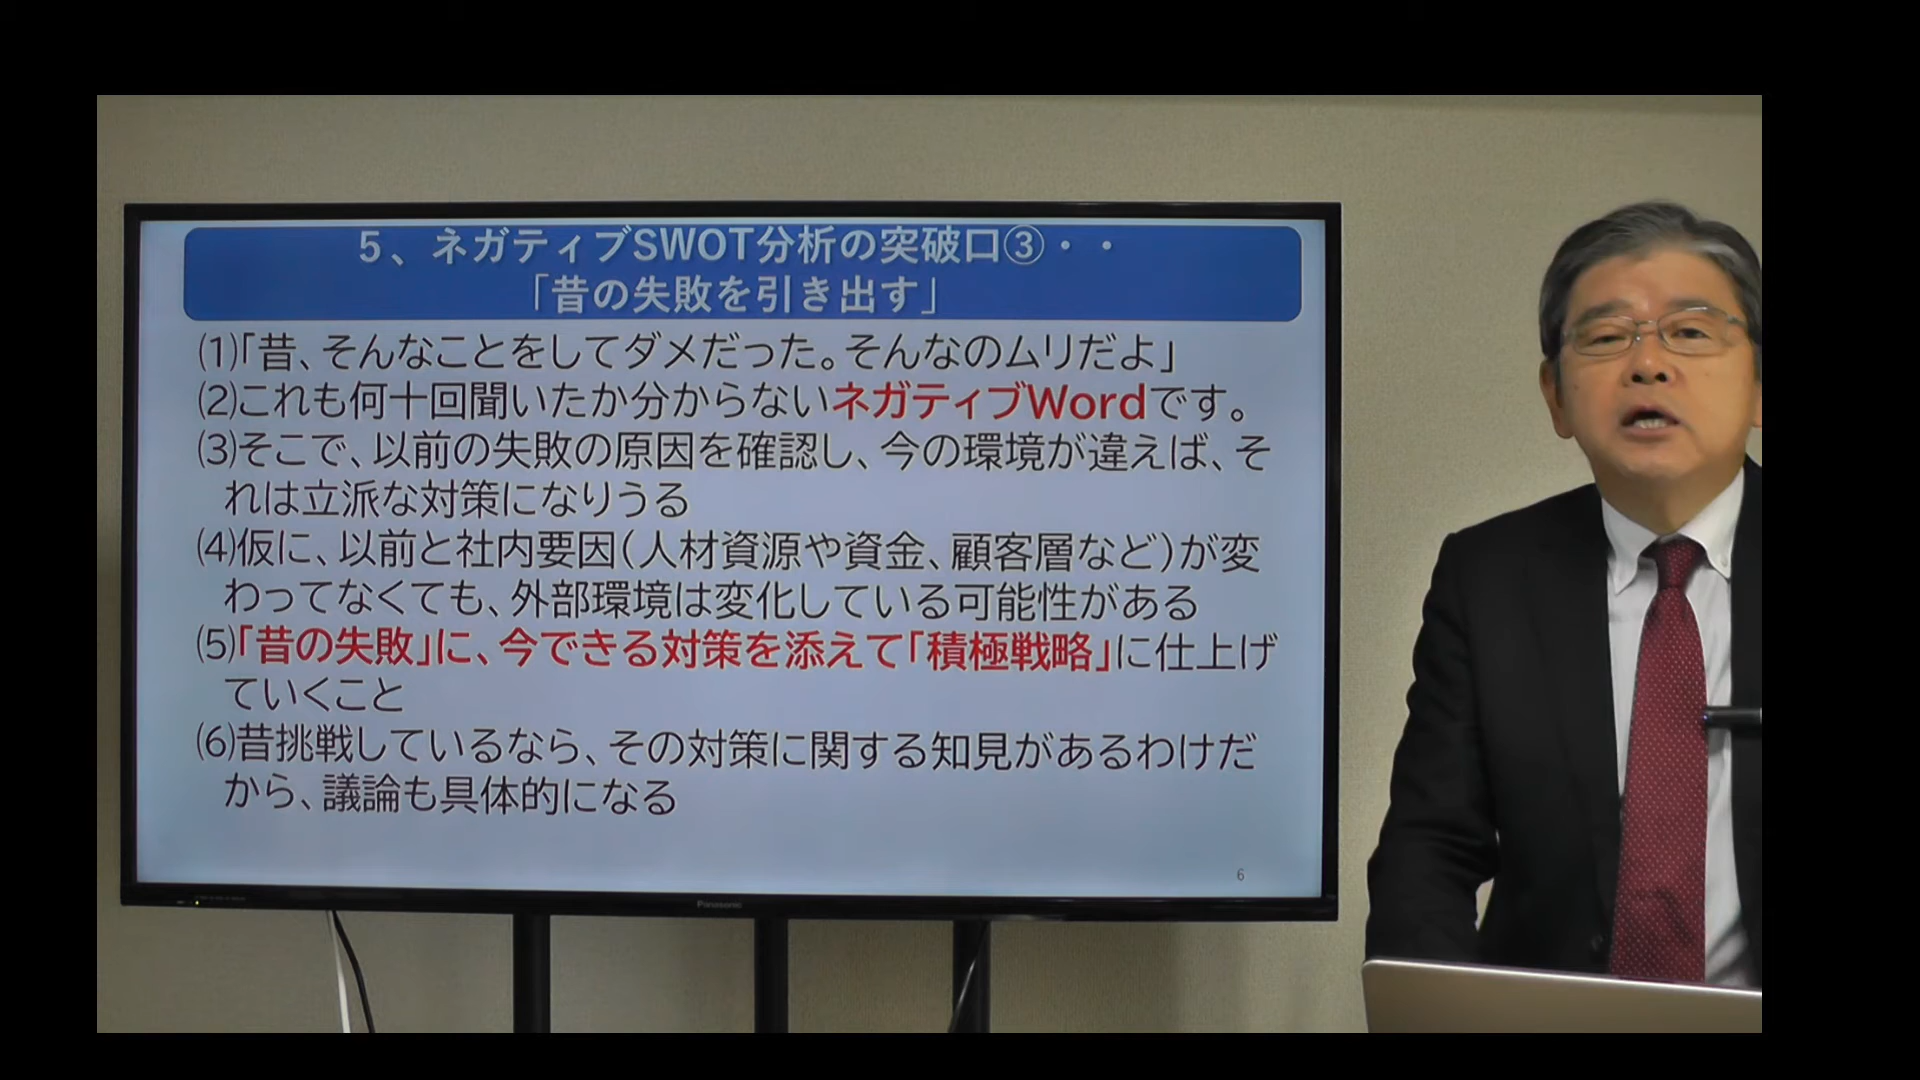 5、ネガティブSWOT分析の突破口③・・
「昔の失敗を引き出す」
⑴「昔、そんなことをしてダメだった。そんなのムリだよ」
⑵これも何十回聞いたか分からないネガティブWordです。
⑶そこで、以前の失敗の原因を確認し、今の環境が違えば、そ
れは立派な対策になりうる
⑷仮に、以前と社内要因(人材資源や資金、顧客層など)が変
わってなくても、外部環境は変化している可能性がある
⑸「昔の失敗」に、今できる対策を添えて「積極戦略」に仕上げ
ていくこと
⑹昔挑戦しているなら、その対策に関する知見があるわけだ
から、議論も具体的になる
6
Panasonic